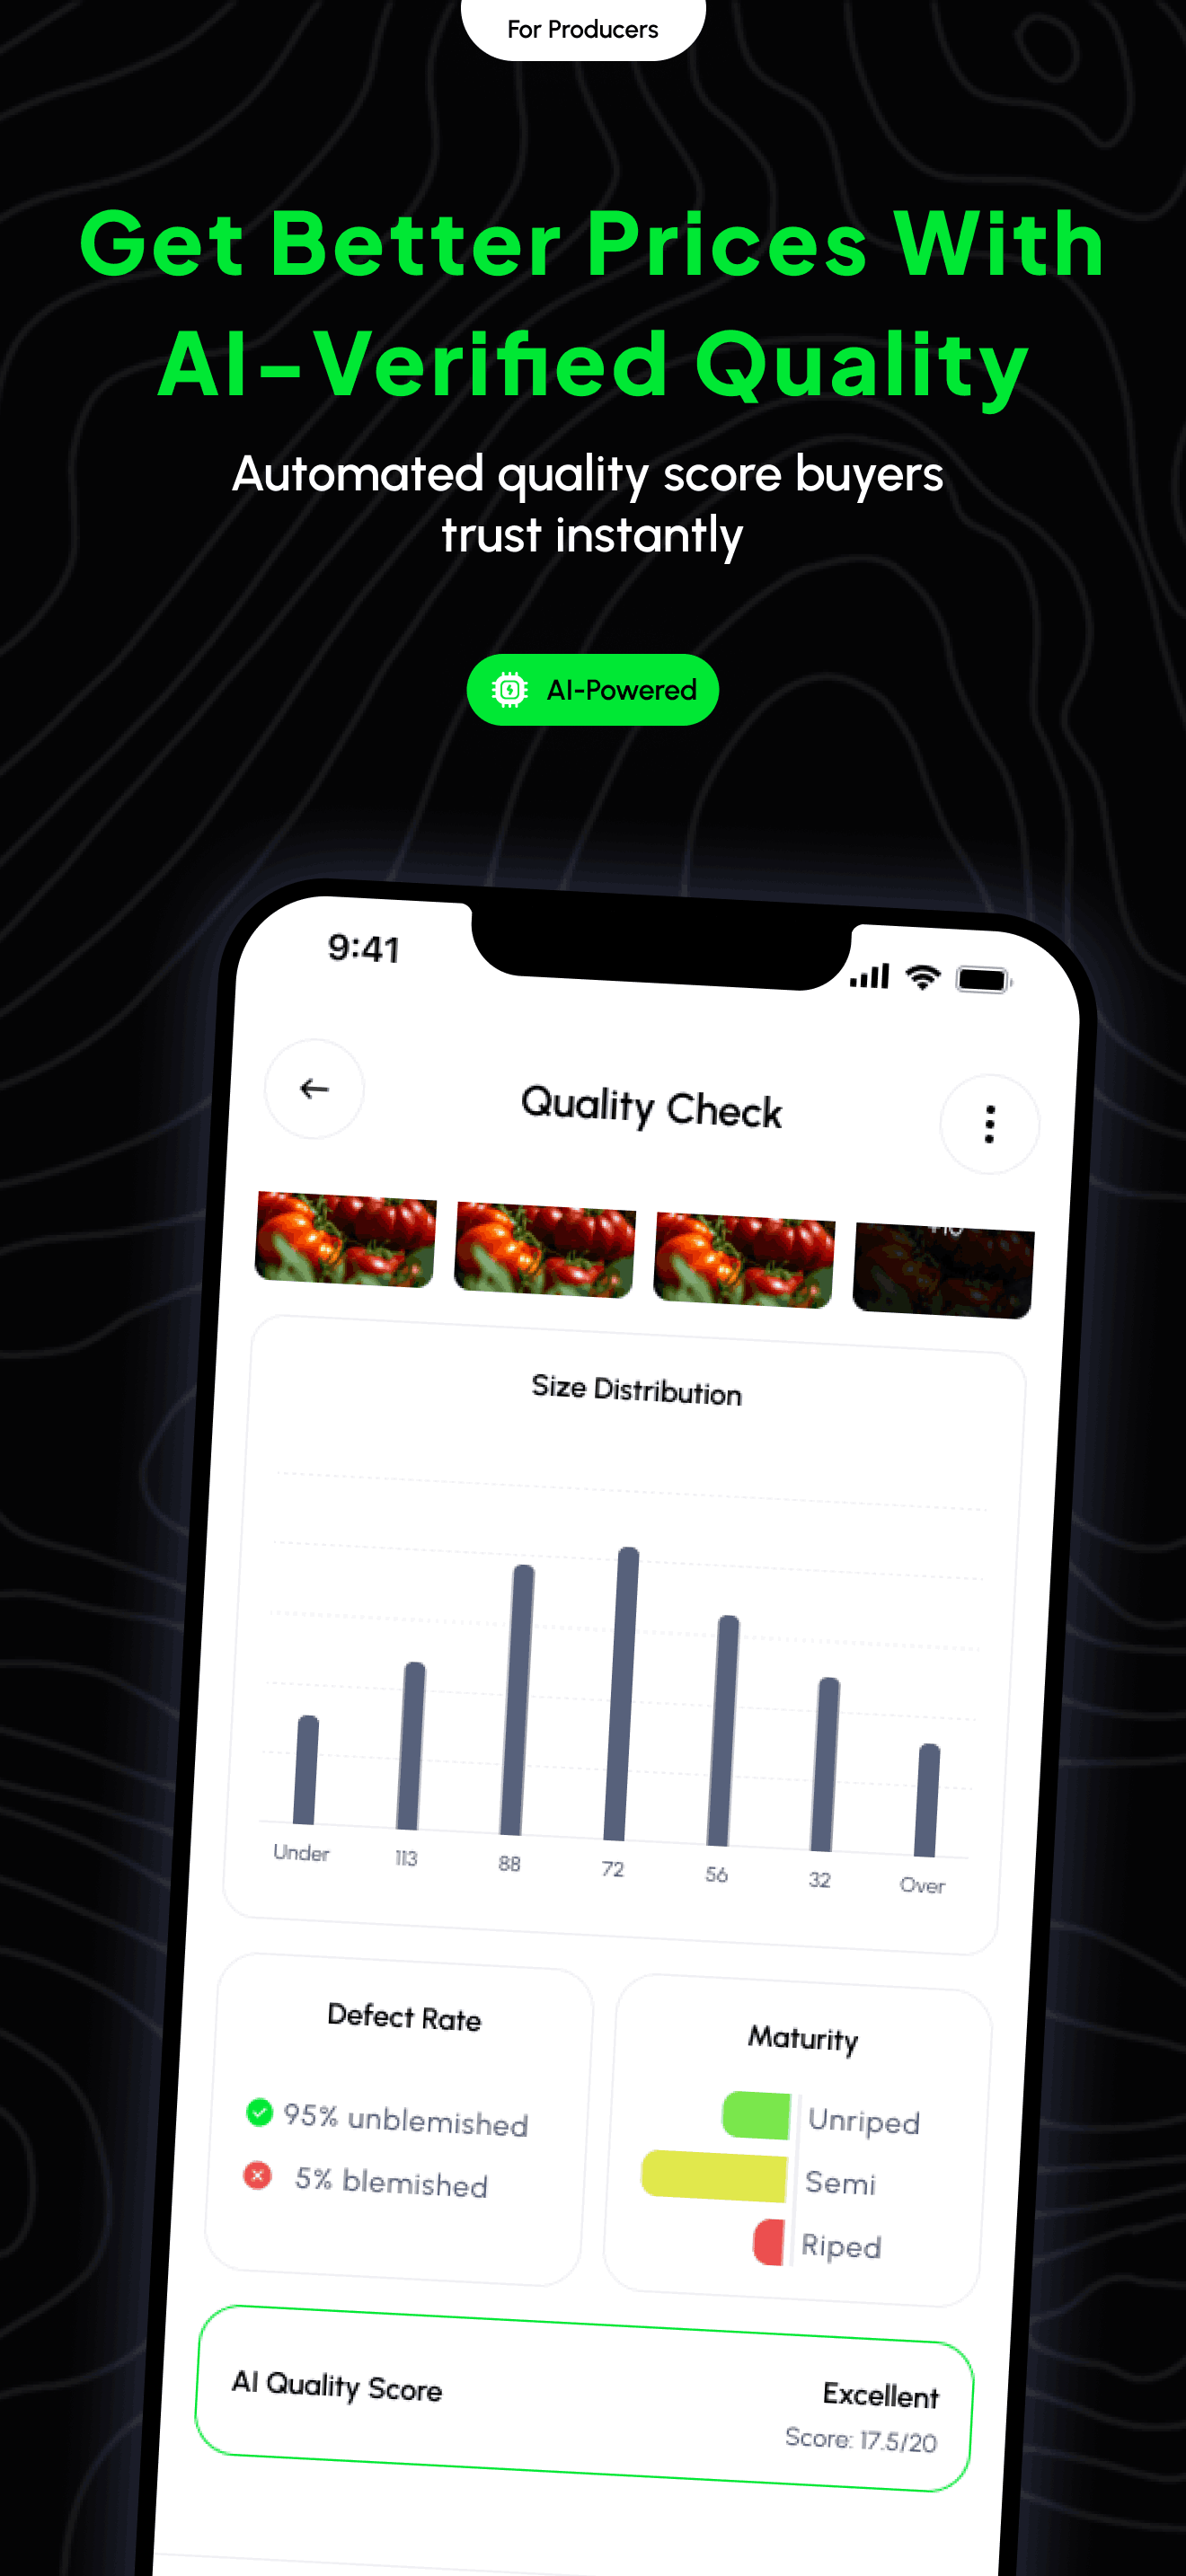 For Producers
Get Better Prices With
AI-Verified Quality
Automated quality score buyers
trust instantly
AI-Powered
9:41
Quality Check
Size Distribution
Under 113 88 72 56 32 Over
Defect Rate
95% unblemished
5% blemished
Maturity
Unriped
Semi
Riped
AI Quality Score
Excellent
Score: 17.5/20